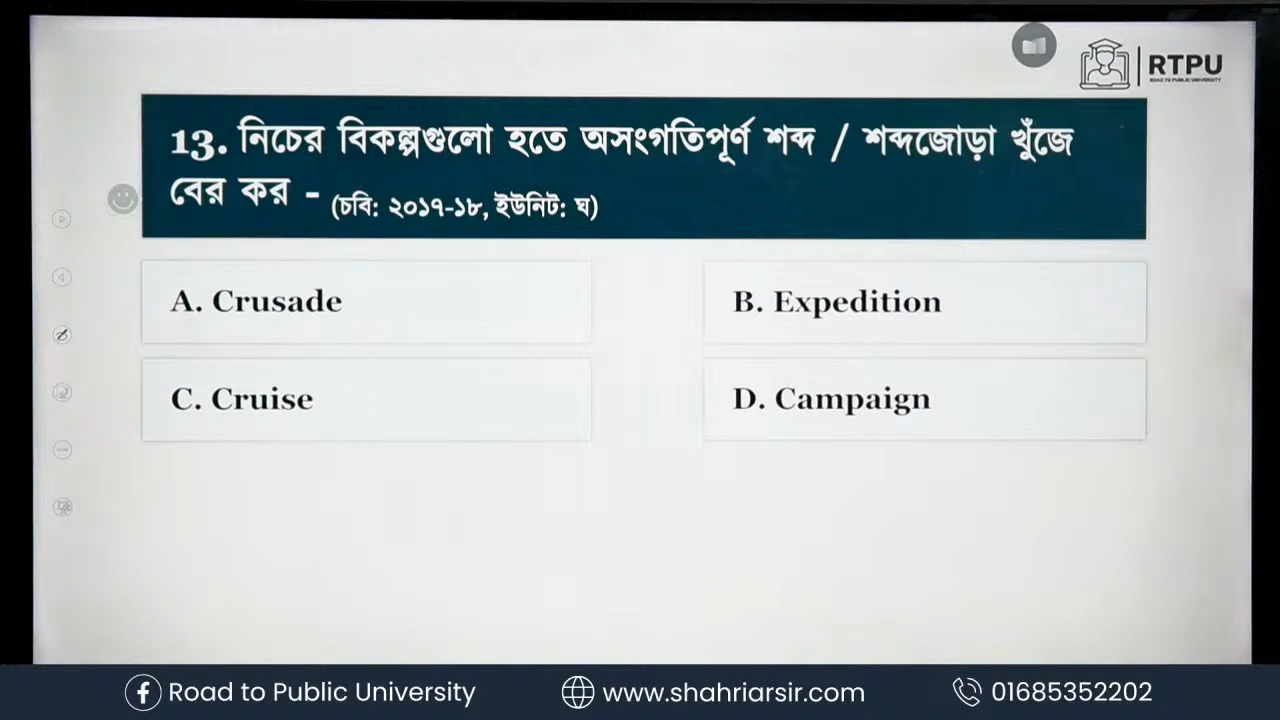 RTPU
ROAD TO PUBLIC UNIVERSITY
13. নিচের বিকল্পগুলো হতে অসংগতিপূর্ণ শব্দ / শব্দজোড়া খুঁজে
বের কর - (চবি: ২০১৭-১৮, ইউনিট: ঘ)
A. Crusade
B. Expedition
C. Cruise
D. Campaign
Road to Public University
www.shahriarsir.com
01685352202